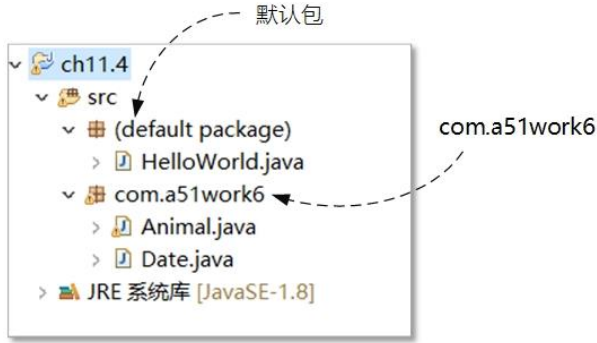 默认包
ch11.4
src
(default package)
HelloWorld.java
com.a51work6
com.a51work6
Animal.java
Date.java
JRE 系统库 [JavaSE-1.8]